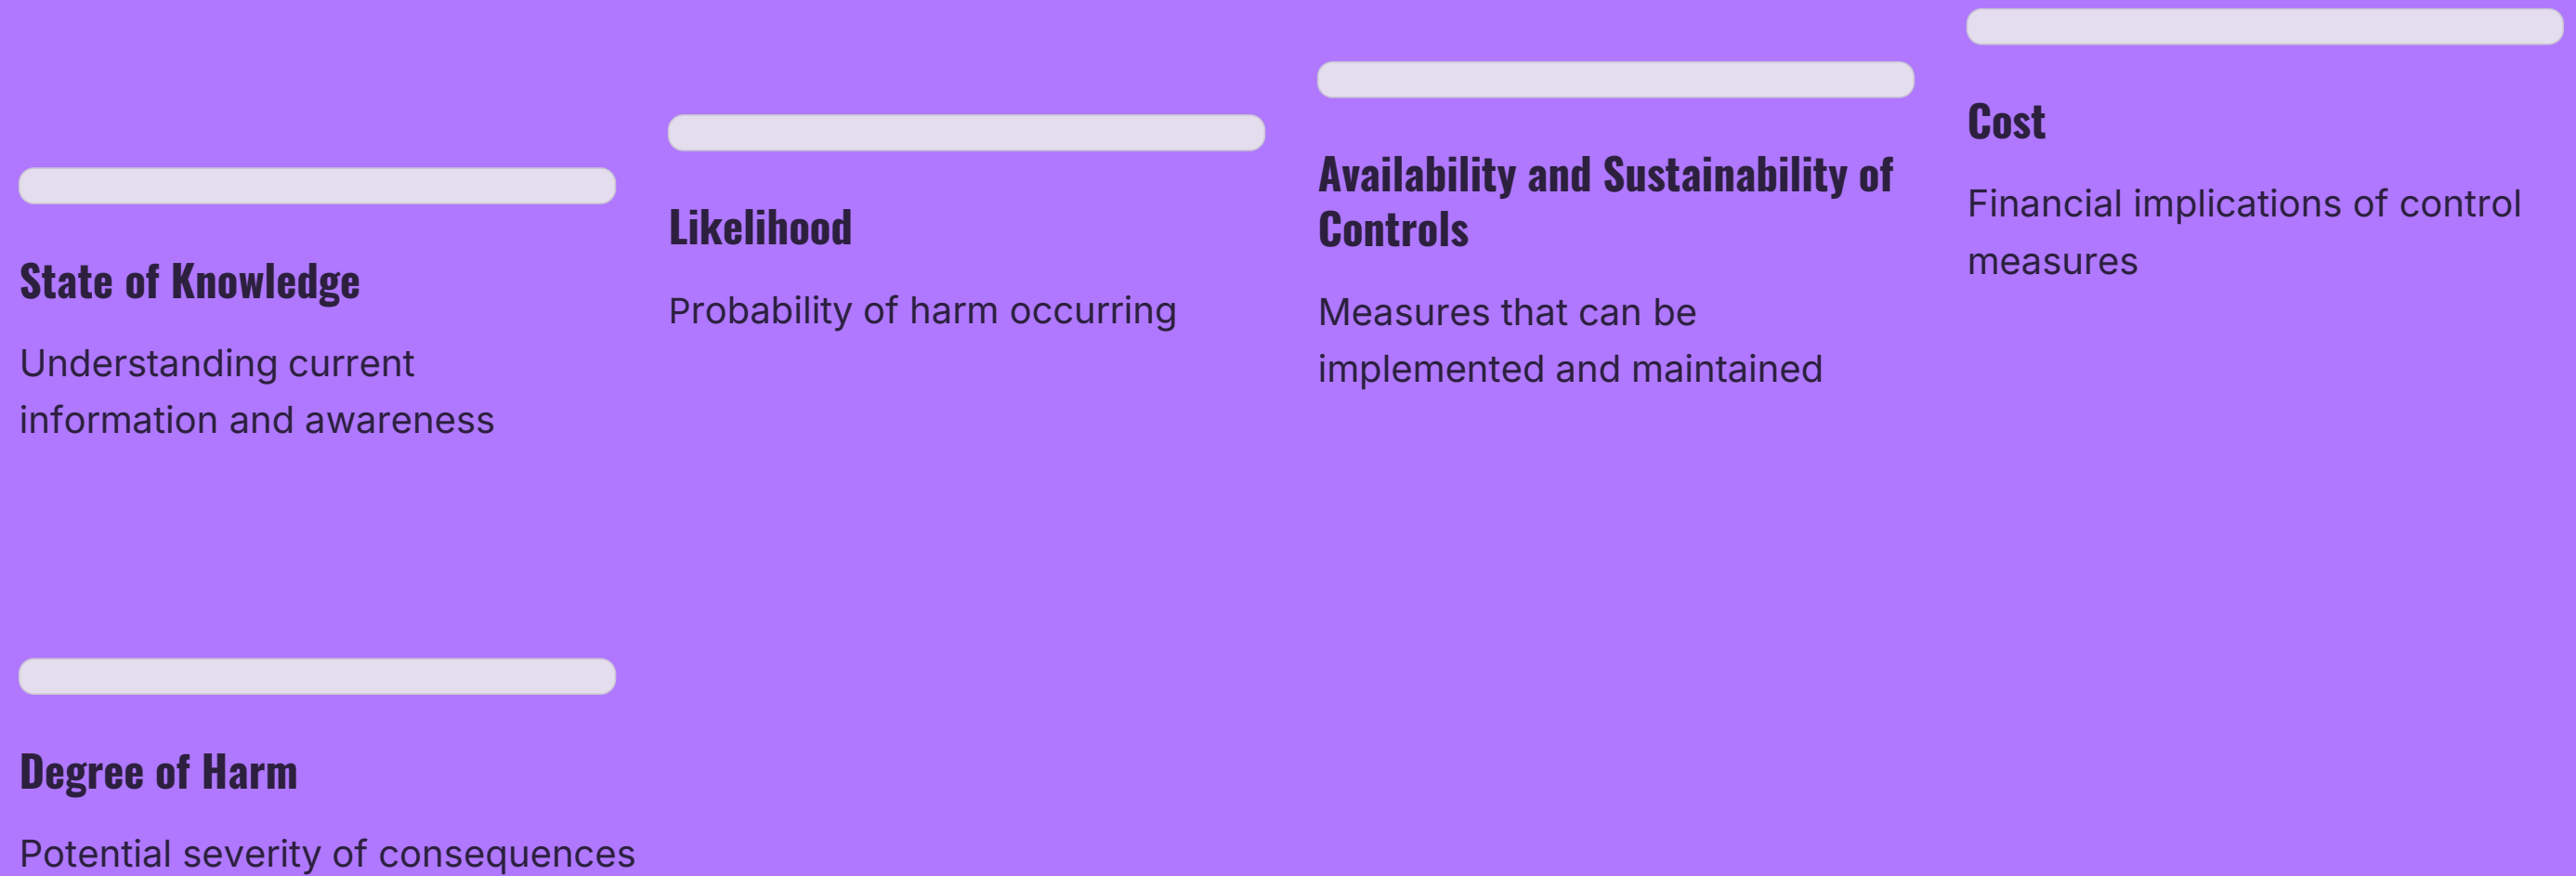 State of Knowledge
Understanding current
information and awareness
Likelihood
Probability of harm occurring
Availability and Sustainability of
Controls
Measures that can be
implemented and maintained
Cost
Financial implications of control
measures
Degree of Harm
Potential severity of consequences